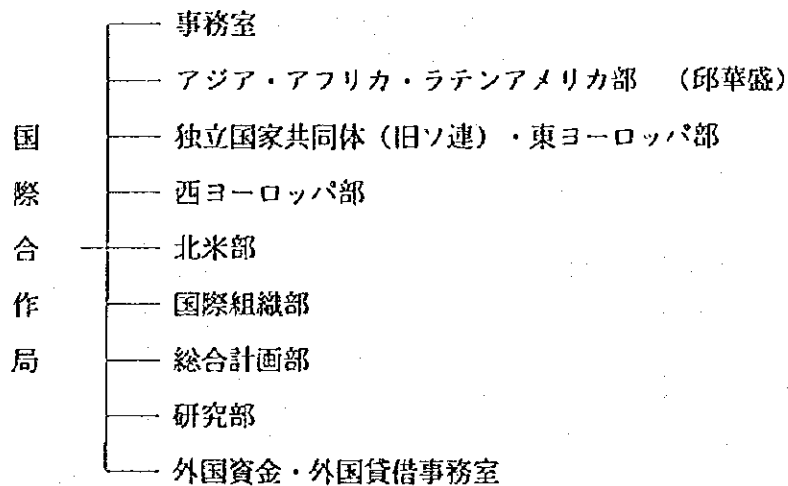 国際合作局
事務室
アジア・アフリカ・ラテンアメリカ部 (邱華盛)
独立国家共同体(旧ソ連)・東ヨーロッパ部
西ヨーロッパ部
北米部
国際組織部
総合計画部
研究部
外国資金・外国貸借事務室